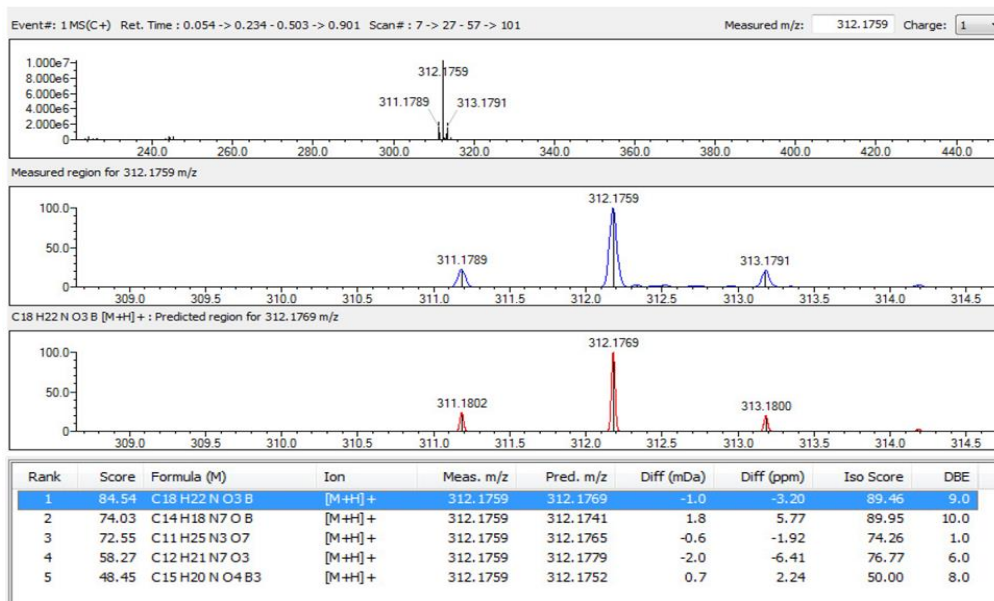 Event#: 1 MS(C+) Ret. Time : 0.054 -> 0.234 - 0.503 -> 0.901 Scan# : 7 -> 27 - 57 -> 101 Measured m/z: 312.1759 Charge: 1
1.000e7
8.000e6
6.000e6
4.000e6
2.000e6
0
312.1759
311.1789 313.1791
240.0 260.0 280.0 300.0 320.0 340.0 360.0 380.0 400.0 420.0 440.0
Measured region for 312.1759 m/z
100.0
50.0
0
312.1759
311.1789 313.1791
309.0 309.5 310.0 310.5 311.0 311.5 312.0 312.5 313.0 313.5 314.0 314.5
C18 H22 N O3 B [M+H]+ : Predicted region for 312.1769 m/z
100.0
50.0
0
312.1769
311.1802 313.1800
309.0 309.5 310.0 310.5 311.0 311.5 312.0 312.5 313.0 313.5 314.0 314.5
Rank Score Formula (M) Ion Meas. m/z Pred. m/z Diff (mDa) Diff (ppm) Iso Score DBE
1 84.54 C18 H22 N O3 B [M+H]+ 312.1759 312.1769 -1.0 -3.20 89.46 9.0
2 74.03 C14 H18 N7 O B [M+H]+ 312.1759 312.1741 1.8 5.77 89.95 10.0
3 72.55 C11 H25 N3 O7 [M+H]+ 312.1759 312.1765 -0.6 -1.92 74.26 1.0
4 58.27 C12 H21 N7 O3 [M+H]+ 312.1759 312.1779 -2.0 -6.41 76.77 6.0
5 48.45 C15 H20 N O4 B3 [M+H]+ 312.1759 312.1752 0.7 2.24 50.00 8.0